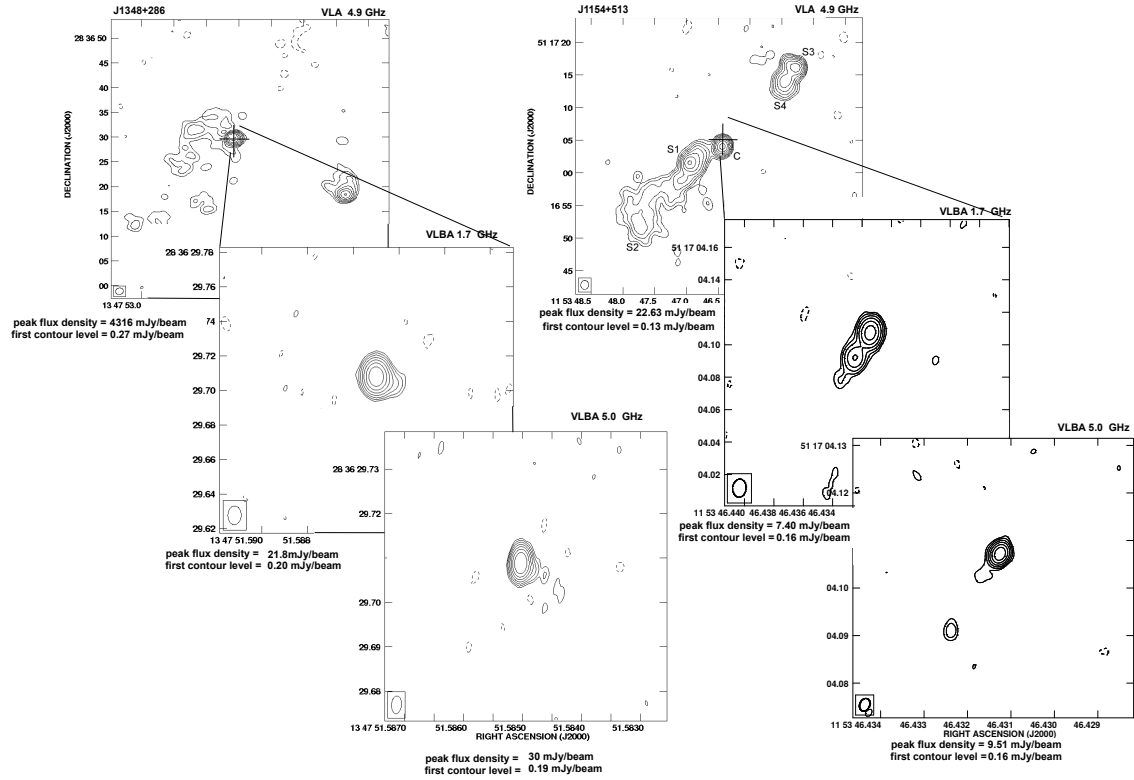 J1348+286
VLA 4.9 GHz
28 36 50
45
40
35
30
25
20
15
10
05
00
DECLINATION (J2000)
13 47 53.0
peak flux density = 4316 mJy/beam
first contour level = 0.27 mJy/beam
VLBA 1.7 GHz
28 36 29.78
29.76
74
29.72
29.70
29.68
29.66
29.64
29.62
13 47 51.590
51.588
peak flux density = 21.8mJy/beam
first contour level = 0.20 mJy/beam
VLBA 5.0 GHz
28 36 29.73
29.72
29.70
29.69
29.68
13 47 51.5870
51.5860
51.5850
51.5840
51.5830
RIGHT ASCENSION (J2000)
peak flux density = 30 mJy/beam
first contour level = 0.19 mJy/beam
J1154+513
VLA 4.9 GHz
51 17 20
15
10
05
00
16 55
50
45
DECLINATION (J2000)
S3
S4
S1
C
S2
11 53 48.5
48.0
47.5
47.0
46.5
peak flux density = 22.63 mJy/beam
first contour level = 0.13 mJy/beam
VLBA 1.7 GHz
51 17 04.16
04.14
04.10
04.08
04.06
04.04
04.02
11 53 46.440
46.438
46.436
46.434
peak flux density = 7.40 mJy/beam
first contour level = 0.16 mJy/beam
VLBA 5.0 GHz
51 17 04.13
04.12
04.10
04.09
04.08
11 53 46.434
46.433
46.432
46.431
46.430
46.429
RIGHT ASCENSION (J2000)
peak flux density = 9.51 mJy/beam
first contour level = 0.16 mJy/beam